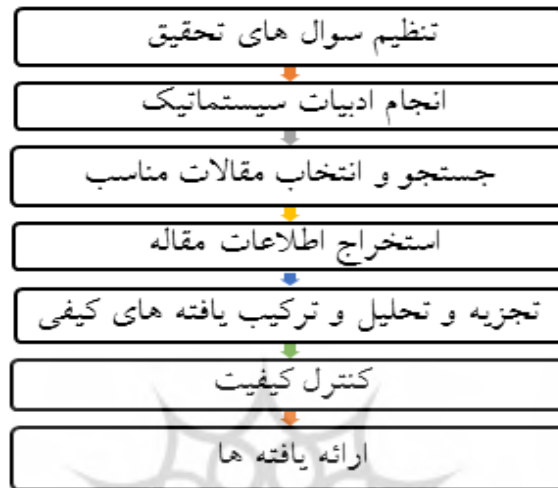 تنظیم سوال های تحقیق
انجام ادبیات سیستماتیک
جستجو و انتخاب مقالات مناسب
استخراج اطلاعات مقاله
تجزیه و تحلیل و ترکیب یافته های کیفی
کنترل کیفیت
ارائه یافته ها